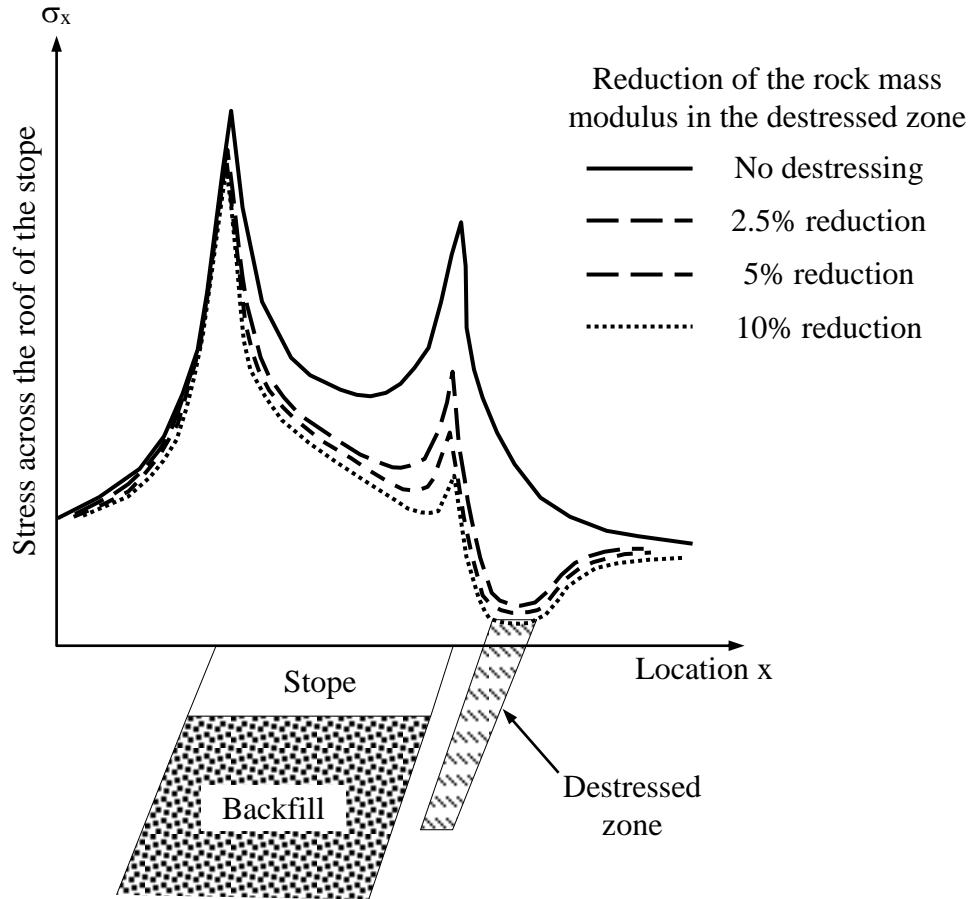 σx
Stress across the roof of the stope
Reduction of the rock mass
modulus in the destressed zone
No destressing
2.5% reduction
5% reduction
10% reduction
Location x
Stope
Backfill
Destressed
zone